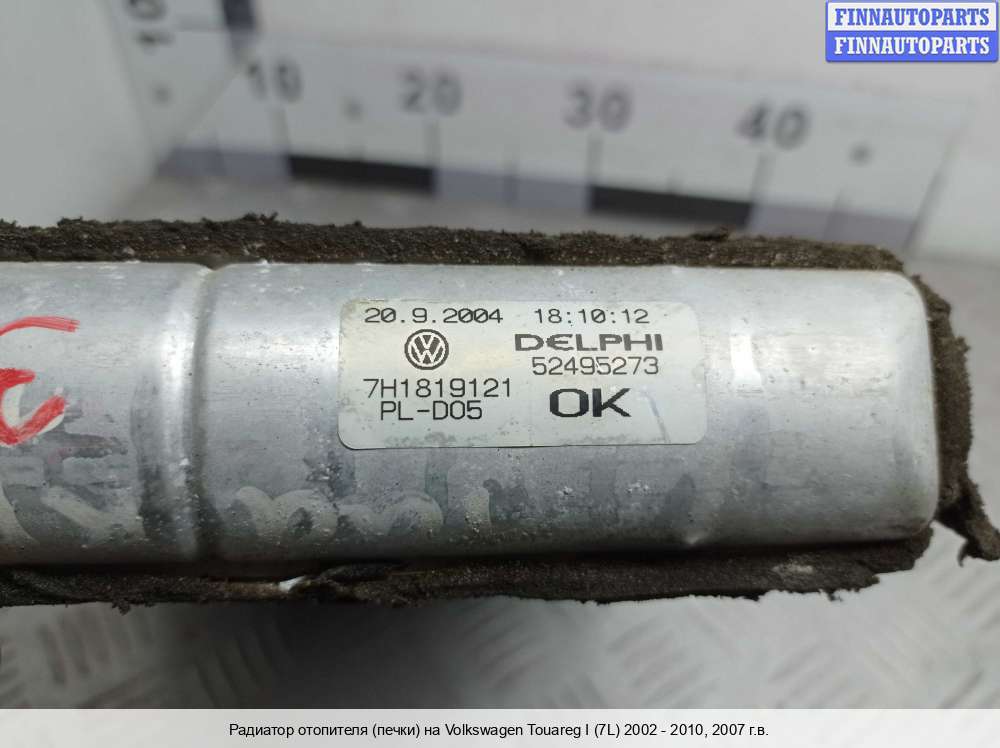 FINNAUTOPARTS
FINNAUTOPARTS
10 20 30 40
20.9.2004 18:10:12
DELPHI
52495273
7H1819121
PL-D05
OK
Радиатор отопителя (печки) на Volkswagen Touareg I (7L) 2002 - 2010, 2007 г.в.